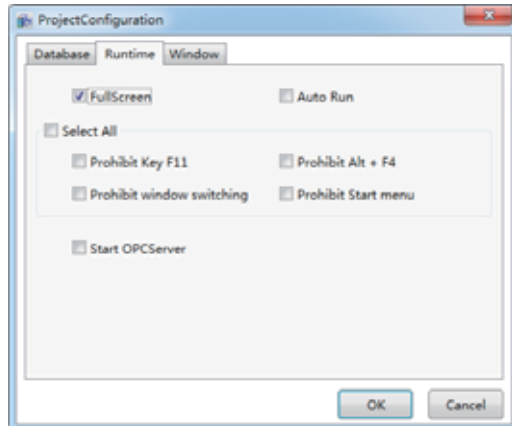 ProjectConfiguration
Database Runtime Window
FullScreen Auto Run
Select All
Prohibit Key F11 Prohibit Alt + F4
Prohibit window switching Prohibit Start menu
Start OPCServer
OK Cancel